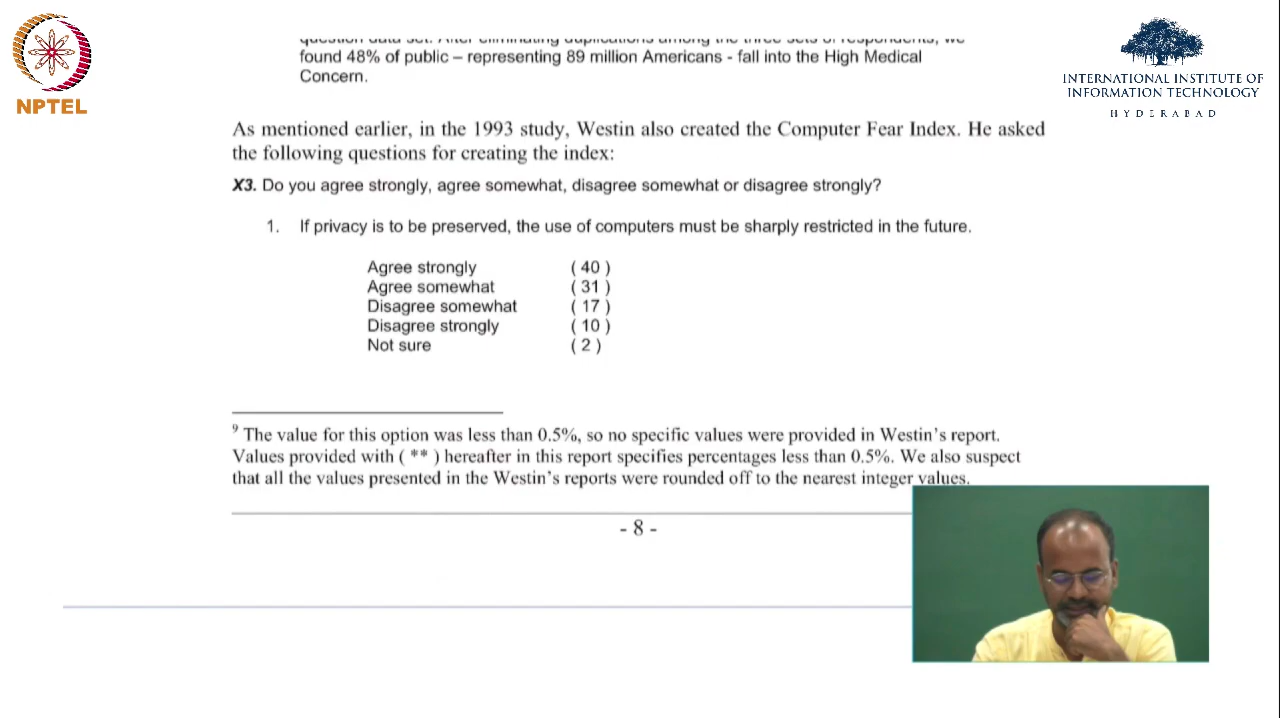 found 48% of public – representing 89 million Americans - fall into the High Medical
Concern.
NPTEL
INTERNATIONAL INSTITUTE OF
INFORMATION TECHNOLOGY
HYDERABAD
As mentioned earlier, in the 1993 study, Westin also created the Computer Fear Index. He asked
the following questions for creating the index:
X3. Do you agree strongly, agree somewhat, disagree somewhat or disagree strongly?
1. If privacy is to be preserved, the use of computers must be sharply restricted in the future.
Agree strongly ( 40 )
Agree somewhat ( 31 )
Disagree somewhat ( 17 )
Disagree strongly ( 10 )
Not sure ( 2 )
9 The value for this option was less than 0.5%, so no specific values were provided in Westin's report.
Values provided with ( ** ) hereafter in this report specifies percentages less than 0.5%. We also suspect
that all the values presented in the Westin's reports were rounded off to the nearest integer values.
- 8 -